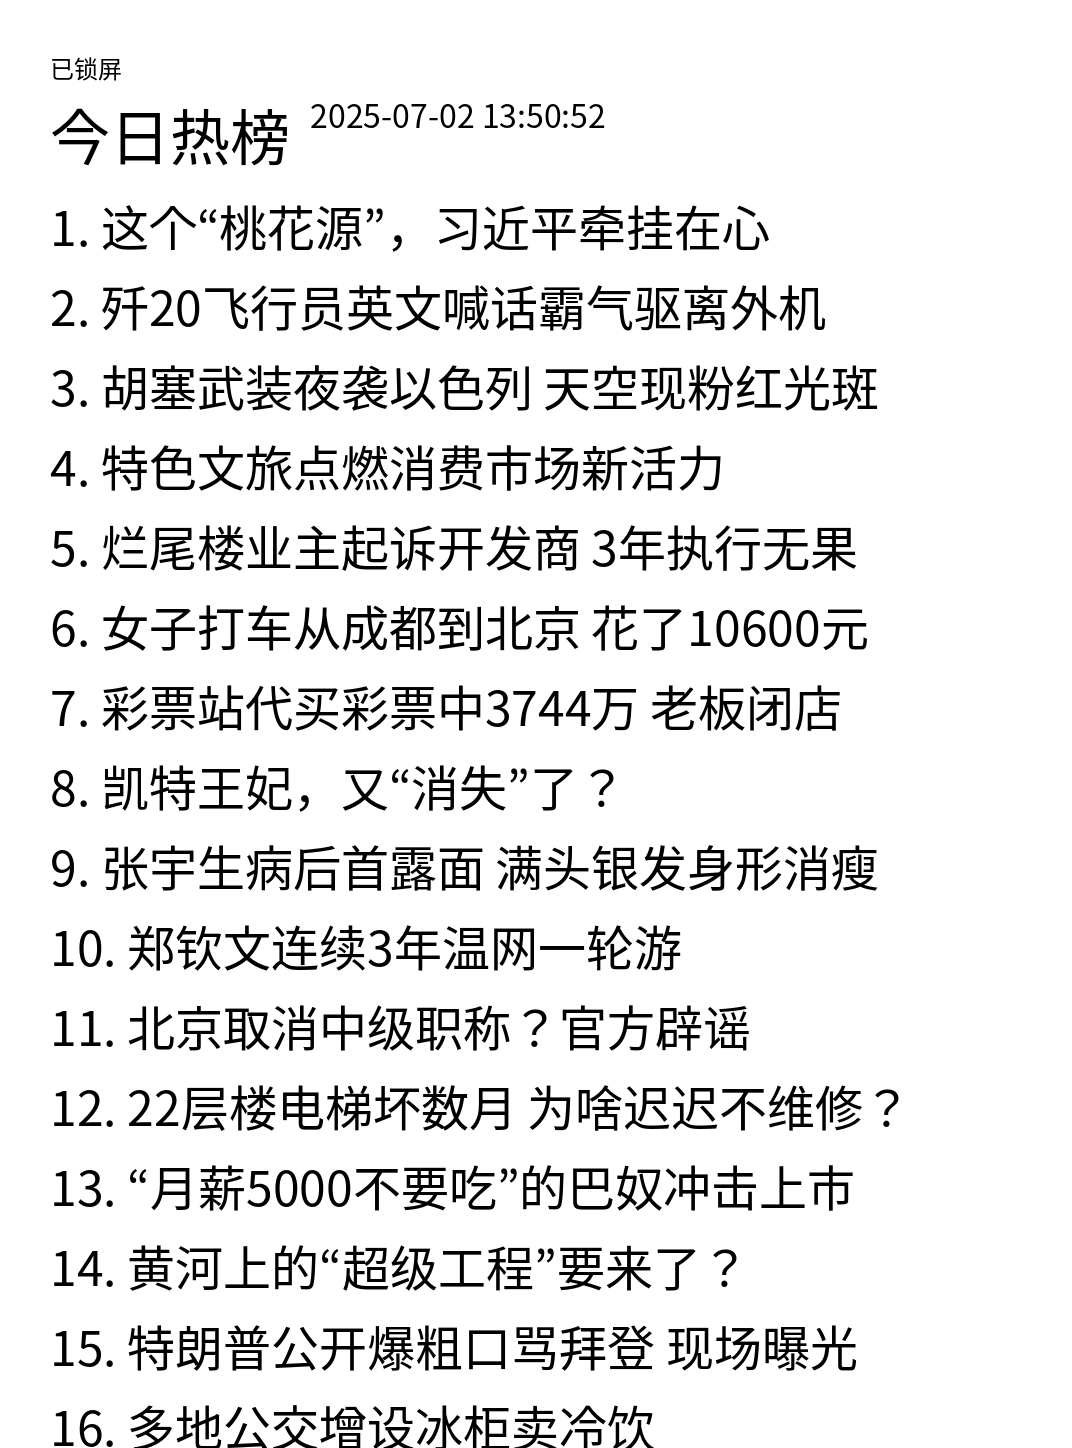 已锁屏
今日热榜 2025-07-02 13:50:52
1. 这个“桃花源”，习近平牵挂在心
2. 歼20飞行员英文喊话霸气驱离外机
3. 胡塞武装夜袭以色列 天空现粉红光斑
4. 特色文旅点燃消费市场新活力
5. 烂尾楼业主起诉开发商 3年执行无果
6. 女子打车从成都到北京 花了10600元
7. 彩票站代买彩票中3744万 老板闭店
8. 凯特王妃，又“消失”了？
9. 张宇生病后首露面 满头银发身形消瘦
10. 郑钦文连续3年温网一轮游
11. 北京取消中级职称？官方辟谣
12. 22层楼电梯坏数月 为啥迟迟不维修？
13. “月薪5000不要吃”的巴奴冲击上市
14. 黄河上的“超级工程”要来了？
15. 特朗普公开爆粗口骂拜登 现场曝光
16. 多地公交增设冰柜卖冷饮